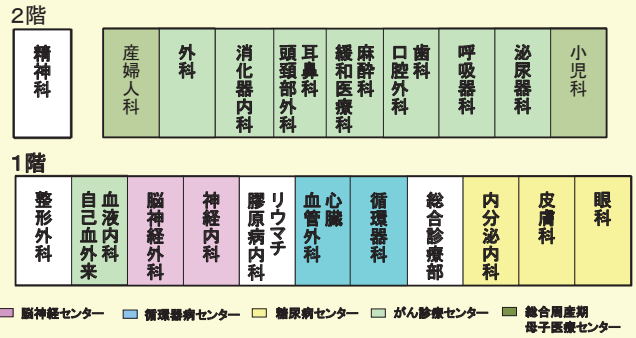 2階
精神科
産婦人科
外科
消化器内科
耳鼻科
頭頸部外科
麻酔科
緩和医療科
歯科
口腔外科
呼吸器科
泌尿器科
小児科
1階
整形外科
血液内科
自己血外来
脳神経外科
神経内科
リウマチ
膠原病内科
心臓
血管外科
循環器科
総合診療部
内分泌内科
皮膚科
眼科
脳神経センター
循環器病センター
糖尿病センター
がん診療センター
総合周産期
母子医療センター